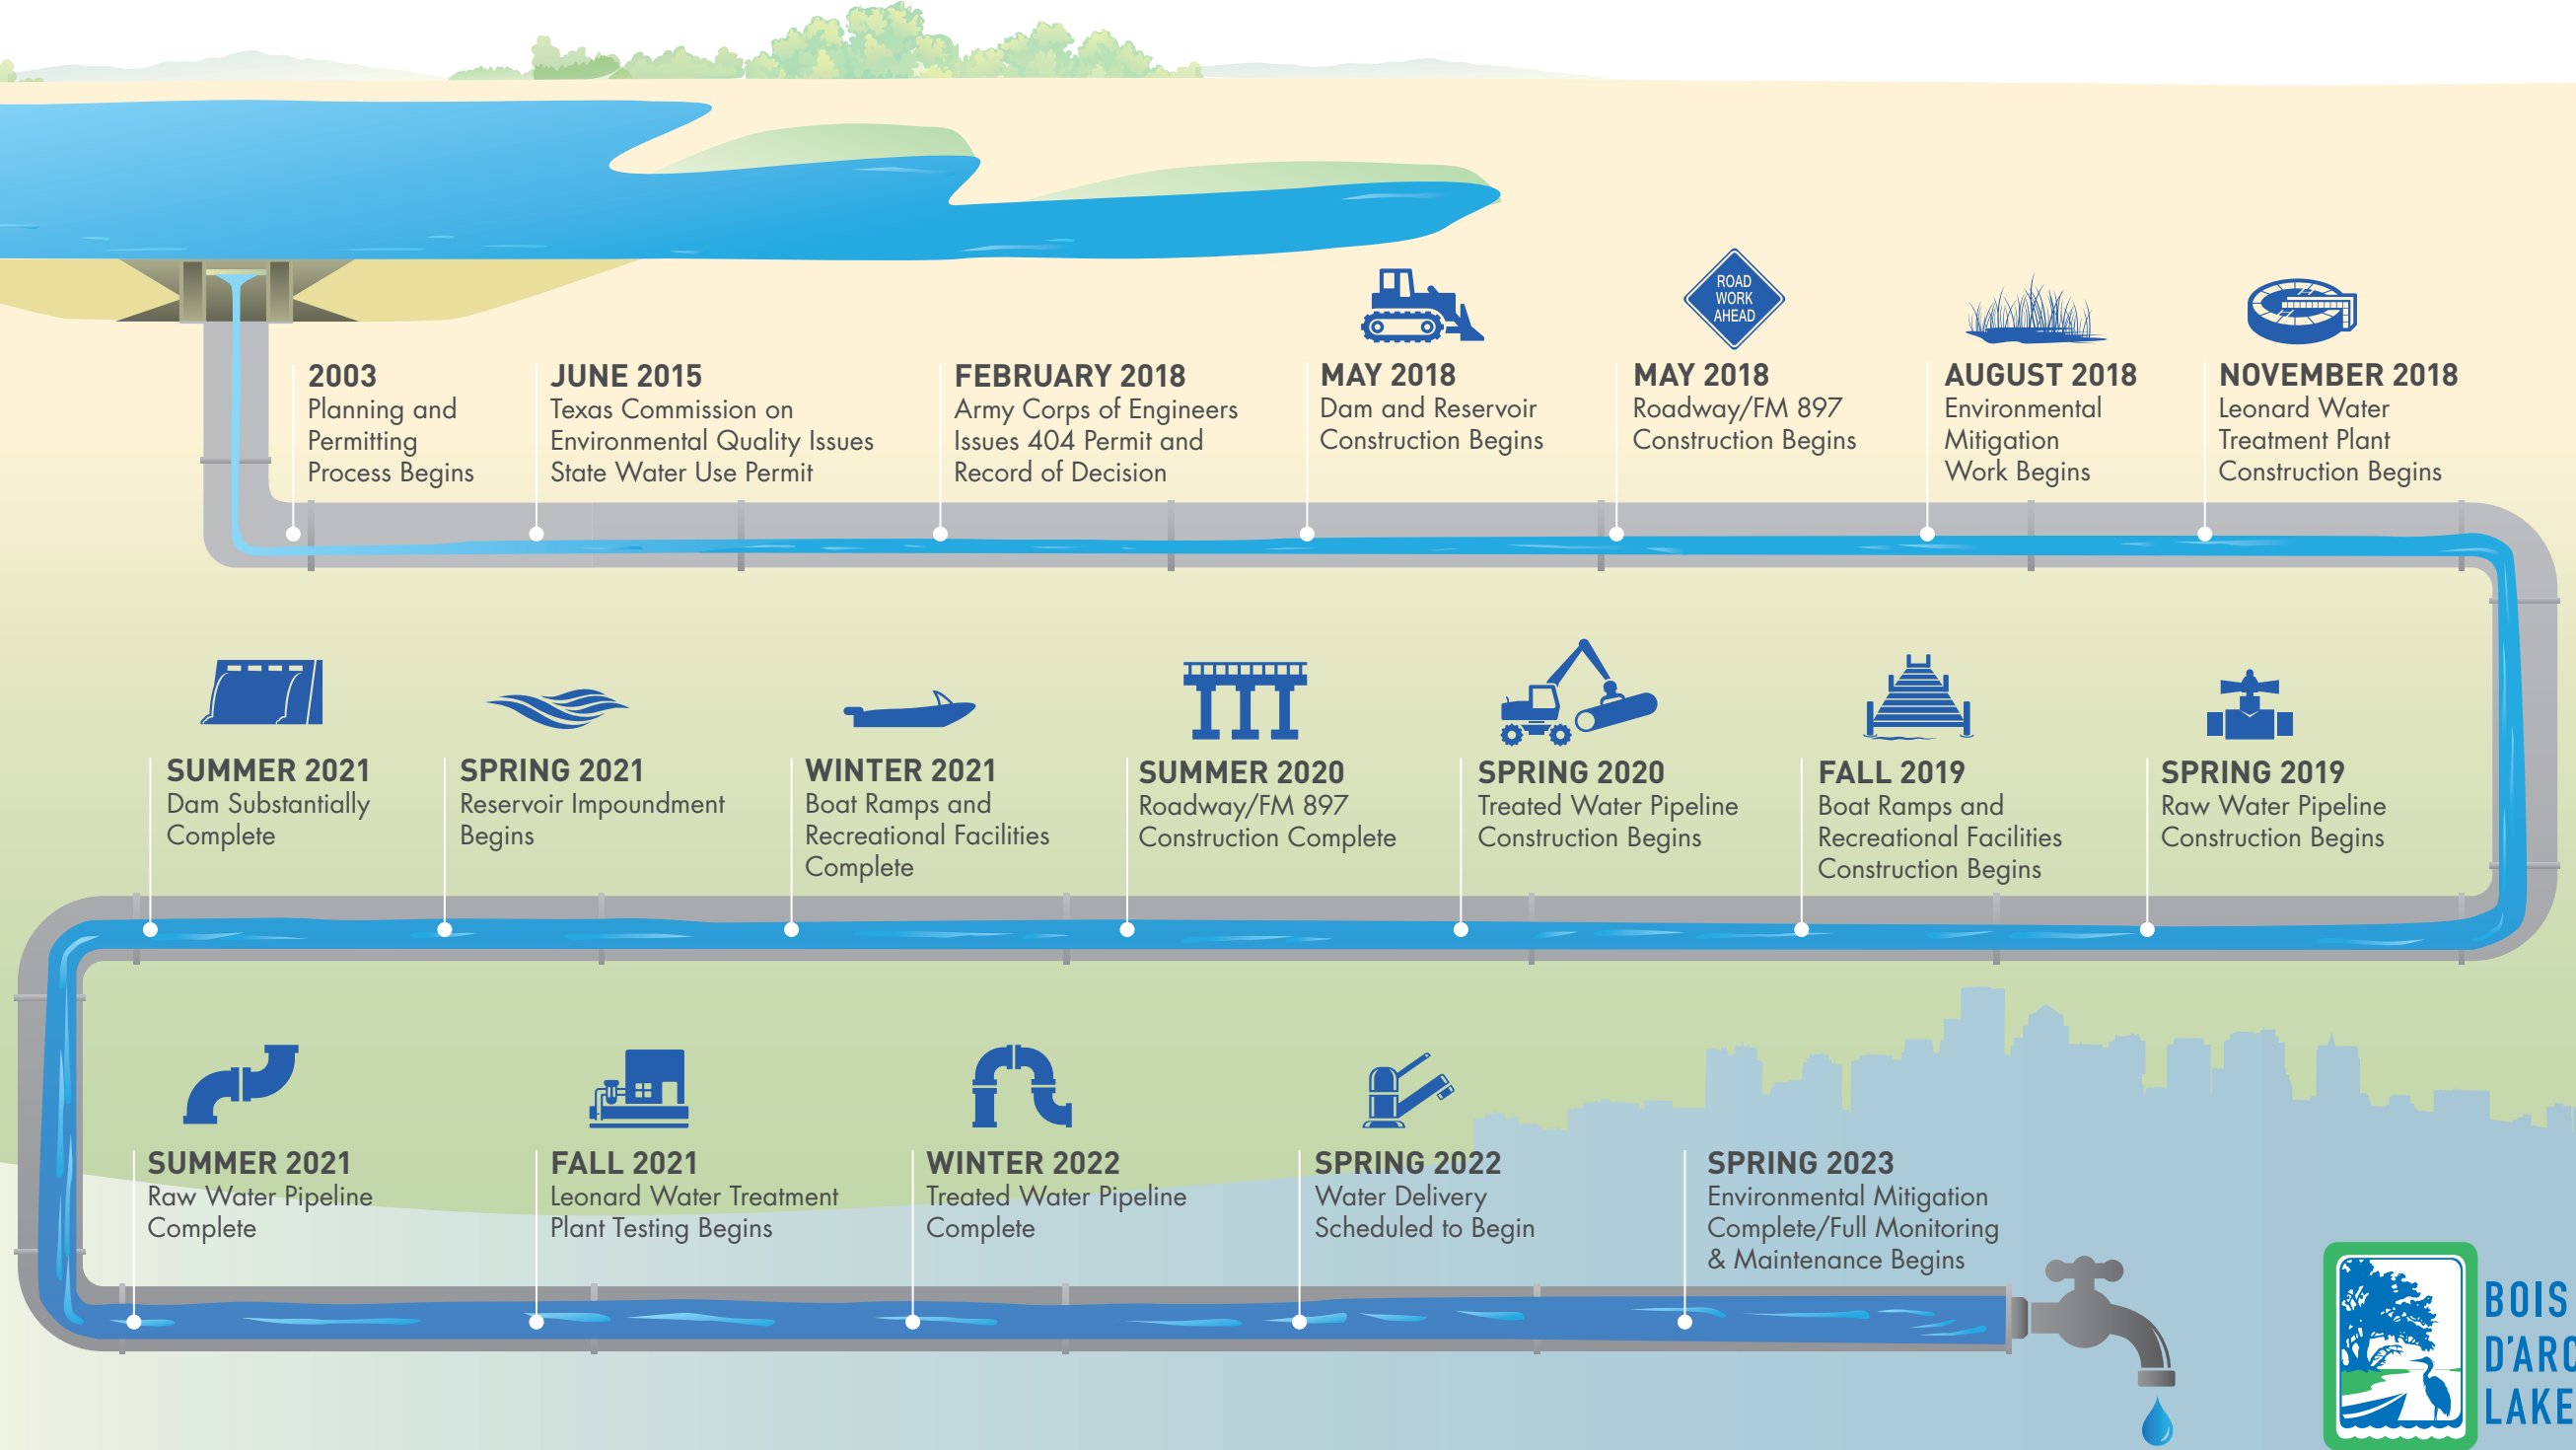 ROAD
WORK
AHEAD
2003
Planning and
Permitting
Process Begins
JUNE 2015
Texas Commission on
Environmental Quality Issues
State Water Use Permit
FEBRUARY 2018
Army Corps of Engineers
Issues 404 Permit and
Record of Decision
MAY 2018
Dam and Reservoir
Construction Begins
MAY 2018
Roadway/FM 897
Construction Begins
AUGUST 2018
Environmental
Mitigation
Work Begins
NOVEMBER 2018
Leonard Water
Treatment Plant
Construction Begins
SUMMER 2021
Dam Substantially
Complete
SPRING 2021
Reservoir Impoundment
Begins
WINTER 2021
Boat Ramps and
Recreational Facilities
Complete
SUMMER 2020
Roadway/FM 897
Construction Complete
SPRING 2020
Treated Water Pipeline
Construction Begins
FALL 2019
Boat Ramps and
Recreational Facilities
Construction Begins
SPRING 2019
Raw Water Pipeline
Construction Begins
SUMMER 2021
Raw Water Pipeline
Complete
FALL 2021
Leonard Water Treatment
Plant Testing Begins
WINTER 2022
Treated Water Pipeline
Complete
SPRING 2022
Water Delivery
Scheduled to Begin
SPRING 2023
Environmental Mitigation
Complete/Full Monitoring
& Maintenance Begins
BOIS
D'ARC
LAKE